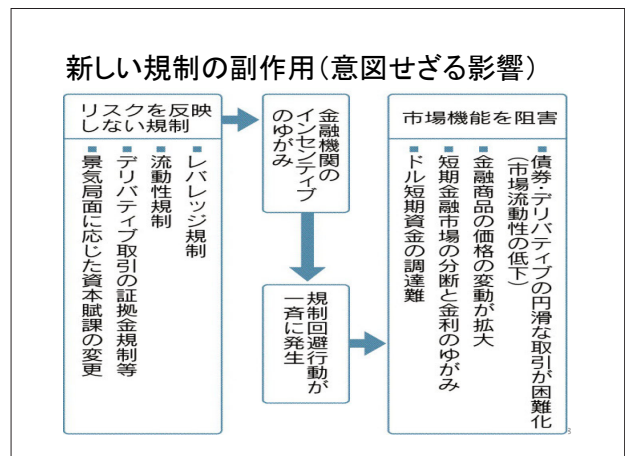 新しい規制の副作用(意図せざる影響)
リスクを反映
しない規制
■レバレッジ規制
■流動性規制
■デリバティブ取引の証拠金規制等
■景気局面に応じた資本賦課の変更
金融機関の
インセンティブ
のゆがみ
規制回避行動が
一斉に発生
市場機能を阻害
■債券・デリバティブの円滑な取引が困難化
(市場流動性の低下)
■金融商品の価格の変動が拡大
■短期金融市場の分断と金利のゆがみ
■ドル短期資金の調達難
3